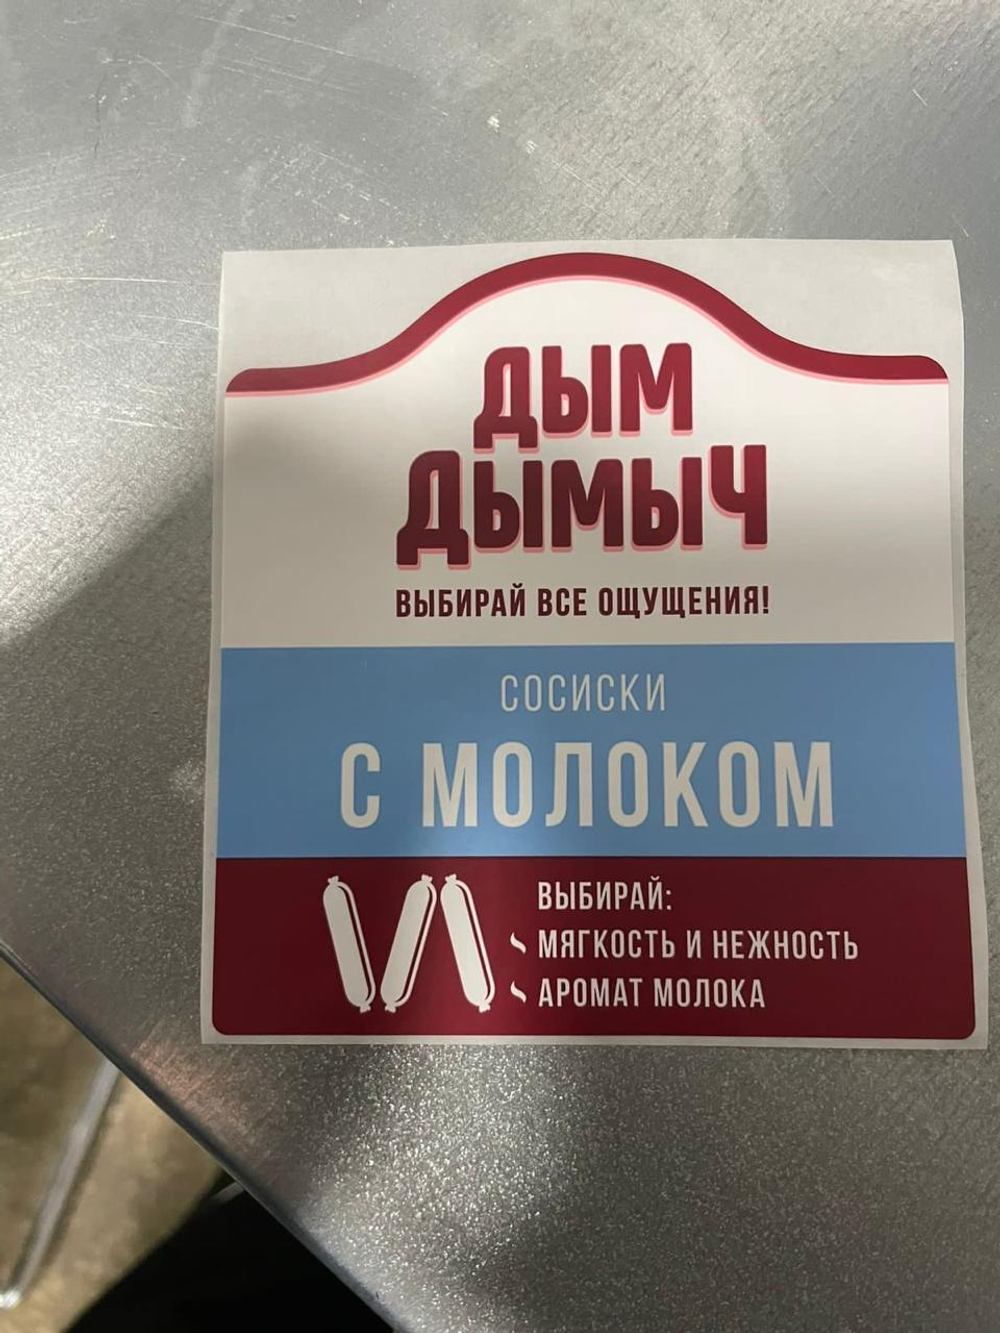 ДЫМ
ДЫМЫЧ
ВЫБИРАЙ ВСЕ ОЩУЩЕНИЯ!
СОСИСКИ
С МОЛОКОМ
ВЫБИРАЙ:
МЯГКОСТЬ И НЕЖНОСТЬ
АРОМАТ МОЛОКА